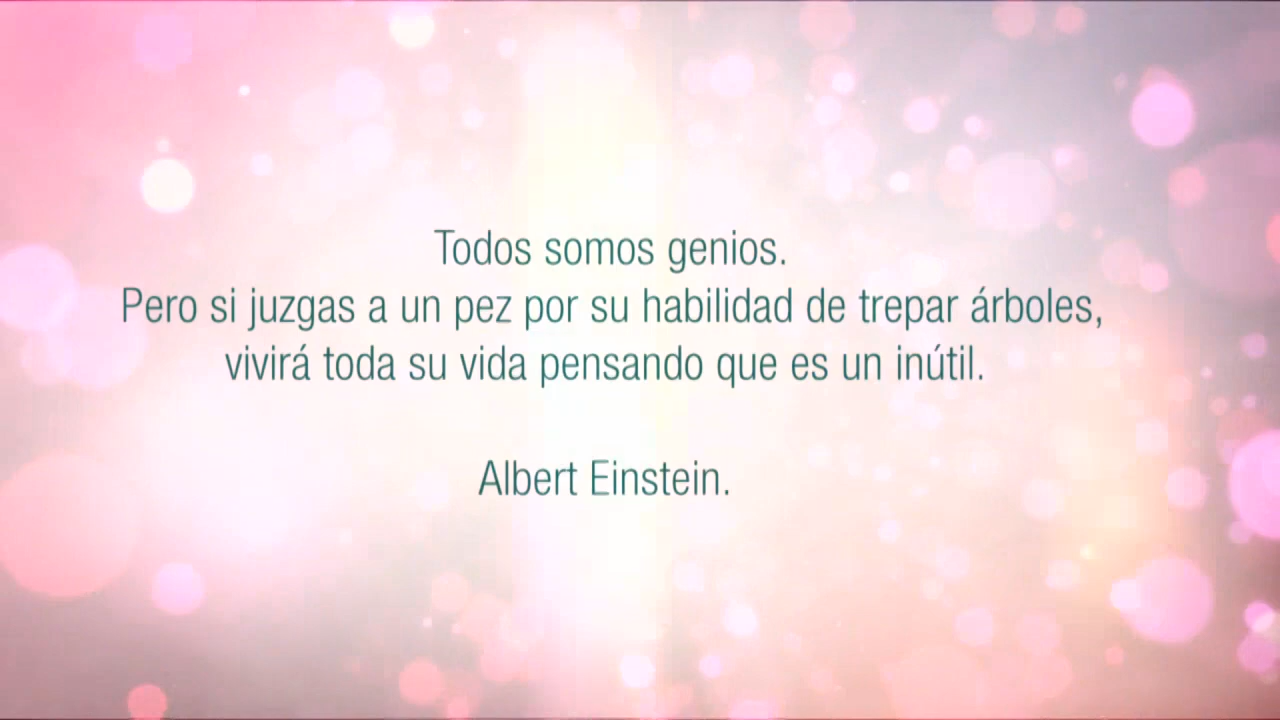 Todos somos genios.
Pero si juzgas a un pez por su habilidad de trepar árboles,
vivirá toda su vida pensando que es un inútil.
Albert Einstein.